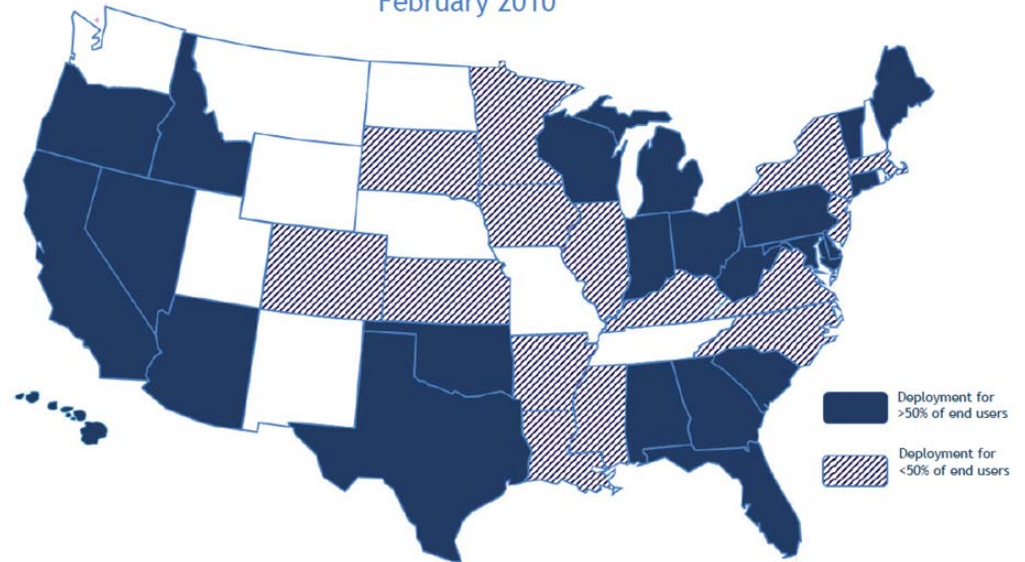 February 2010
Deployment for
>50% of end users
Deployment for
<50% of end users